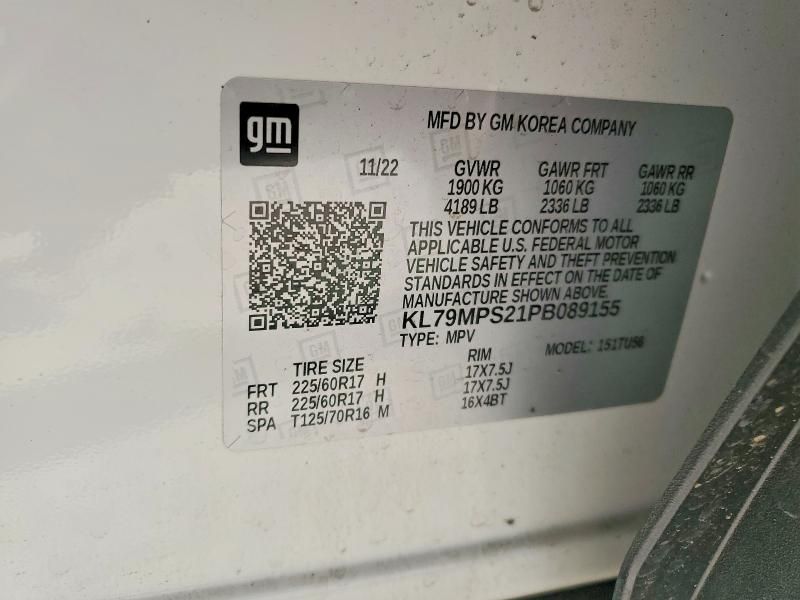 gm
MFD BY GM KOREA COMPANY
11/22 GVWR GAWR FRT GAWR RR
1900 KG 1060 KG 1060 KG
4189 LB 2336 LB 2336 LB
THIS VEHICLE CONFORMS TO ALL
APPLICABLE U.S. FEDERAL MOTOR
VEHICLE SAFETY AND THEFT PREVENTION
STANDARDS IN EFFECT ON THE DATE OF
MANUFACTURE SHOWN ABOVE.
KL79MPS21PB089155
TYPE: MPV MODEL: 1S1TU56
TIRE SIZE RIM
FRT 225/60R17 H 17X7.5J
RR 225/60R17 H 17X7.5J
SPA T125/70R16 M 16X4BT